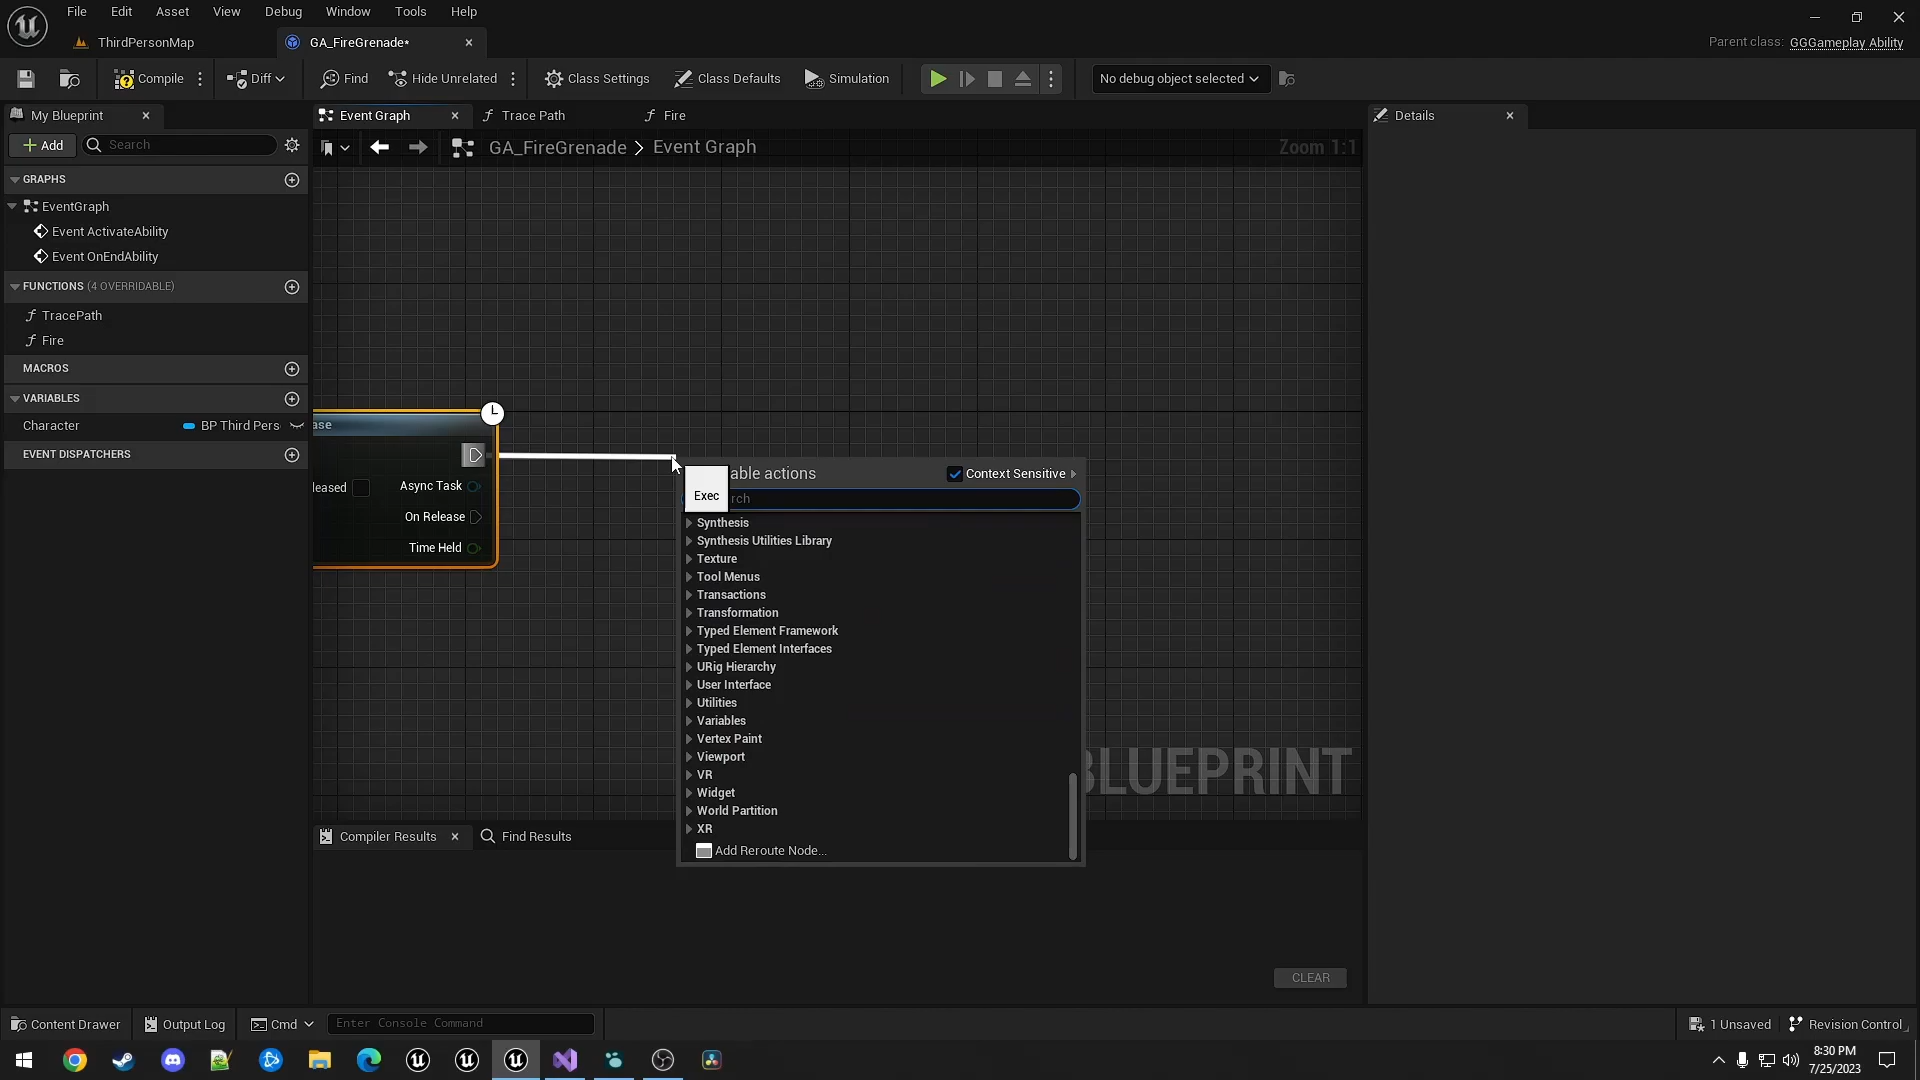 File Edit Asset View Debug Window Tools Help
ThirdPersonMap
GA_FireGrenade*
Parent class: GGGameplay Ability
Compile
Diff
Find
Hide Unrelated
Class Settings
Class Defaults
Simulation
No debug object selected
My Blueprint
Event Graph
Trace Path
Fire
Details
Add
Search
GA_FireGrenade > Event Graph
Zoom 1:1
GRAPHS
EventGraph
Event ActivateAbility
Event OnEndAbility
FUNCTIONS (4 OVERRIDABLE)
TracePath
Fire
MACROS
VARIABLES
Character
BP Third Pers
EVENT DISPATCHERS
ase
leased
Async Task
On Release
Time Held
able actions
Context Sensitive
Exec
rch
Synthesis
Synthesis Utilities Library
Texture
Tool Menus
Transactions
Transformation
Typed Element Framework
Typed Element Interfaces
URig Hierarchy
User Interface
Utilities
Variables
Vertex Paint
Viewport
VR
Widget
World Partition
XR
Add Reroute Node...
BLUEPRINT
Compiler Results
Find Results
CLEAR
Content Drawer
Output Log
Cmd
Enter Console Command
1 Unsaved
Revision Control
8:30 PM
7/25/2023